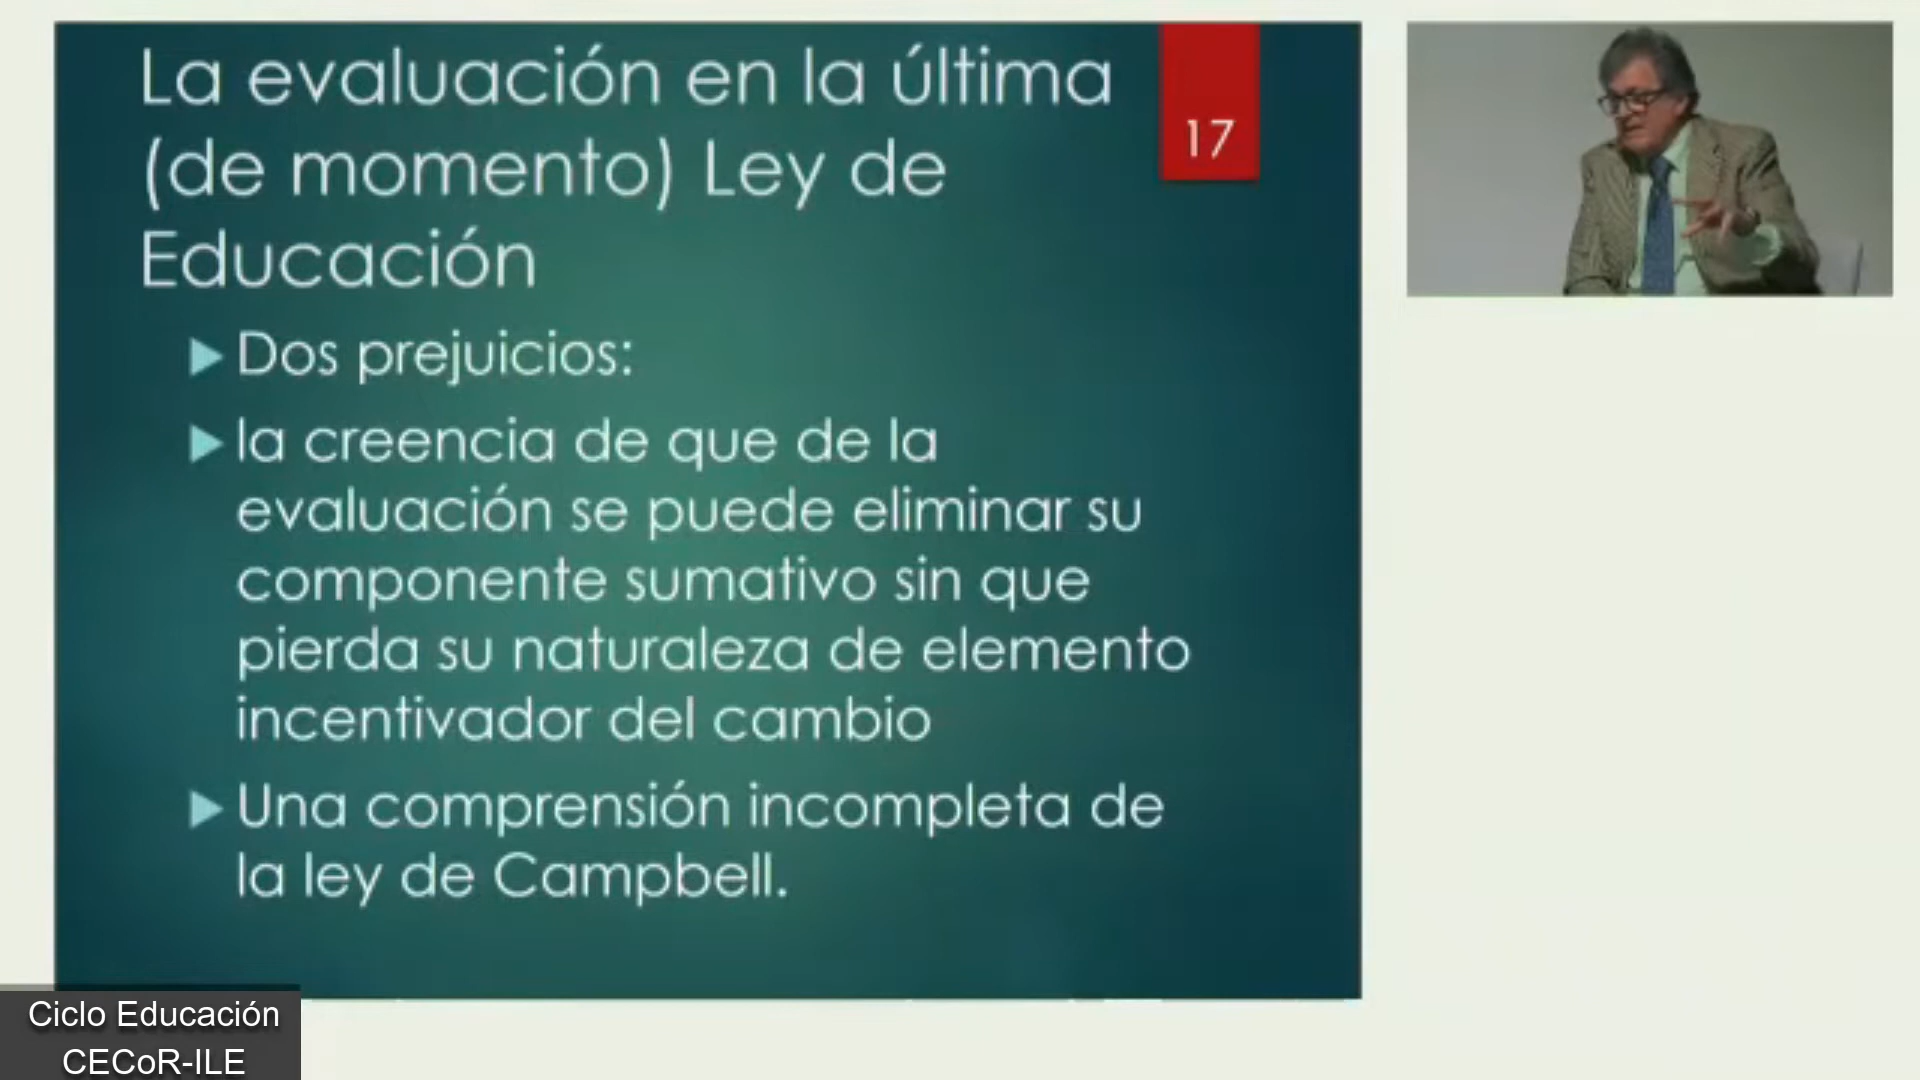 La evaluación en la última
(de momento) Ley de
Educación
17
Dos prejuicios:
la creencia de que de la
evaluación se puede eliminar su
componente sumativo sin que
pierda su naturaleza de elemento
incentivador del cambio
Una comprensión incompleta de
la ley de Campbell.
Ciclo Educación
CECoR-ILE